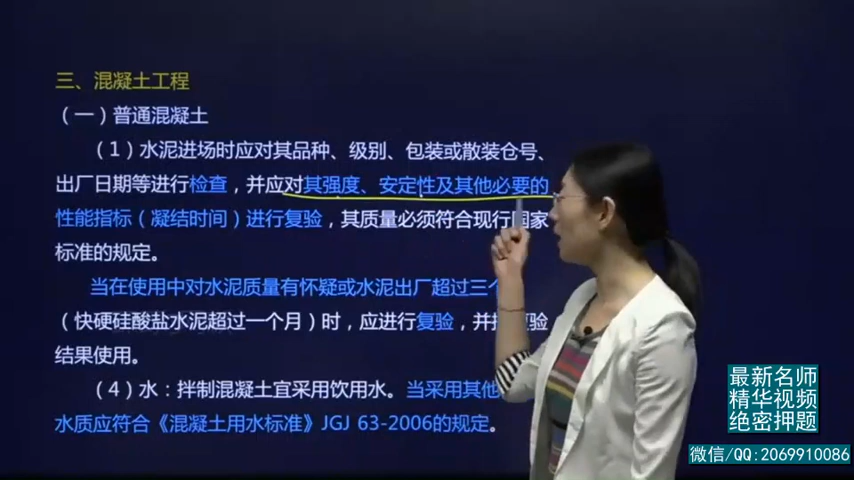 三、混凝土工程
（一）普通混凝土
（1）水泥进场时应对其品种、级别、包装或散装仓号、
出厂日期等进行检查，并应对其强度、安定性及其他必要的
性能指标（凝结时间）进行复验，其质量必须符合现行国家
标准的规定。
当在使用中对水泥质量有怀疑或水泥出厂超过三个
（快硬硅酸盐水泥超过一个月）时，应进行复验，并按复验
结果使用。
（4）水：拌制混凝土宜采用饮用水。当采用其他
水质应符合《混凝土用水标准》JGJ 63-2006的规定。
最新名师
精华视频
绝密押题
微信/QQ:2069910086